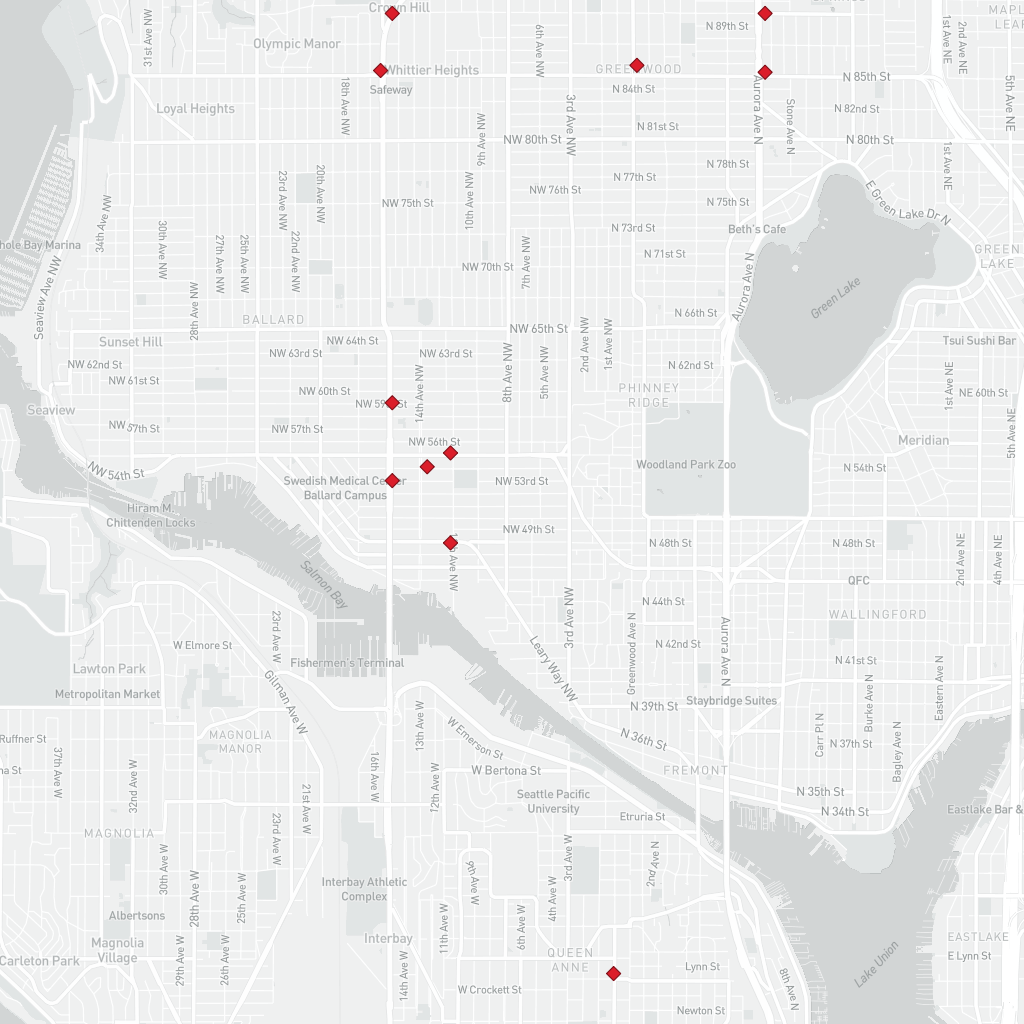 Crown Hill
31st Ave NW
Olympic Manor
6th Ave NW
N 89th St
1st Ave NE
2nd Ave NE
Whittier Heights
GREENWOOD
N 85th St
Safeway
N 84th St
18th Ave NW
Aurora Ave N
5th Ave NE
Loyal Heights
3rd Ave NW
Stone Ave N
N 82nd St
N 81st St
9th Ave NW
NW 80th St
N 80th St
N 78th St
1st Ave NE
N 77th St
23rd Ave NW
20th Ave NW
10th Ave NW
NW 76th St
E Green Lake Dr N
NW 75th St
N 75th St
34th Ave NW
N 73rd St
Beth's Cafe
30th Ave NW
27th Ave NW
25th Ave NW
22nd Ave NW
7th Ave NW
N 71st St
GREEN
LAKE
Seaview Ave NW
NW 70th St
Aurora Ave N
Green Lake
28th Ave NW
N 66th St
BALLARD
NW 65th St
2nd Ave NW
1st Ave NW
Sunset Hill
NW 64th St
Tsui Sushi Bar
NW 63rd St
NW 63rd St
NW 62nd St
N 62nd St
8th Ave NW
5th Ave NW
NW 61st St
14th Ave NW
PHINNEY
RIDGE
1st Ave NE
NW 60th St
NE 60th St
Seaview
NW 57th St
NW 57th St
NW 56th St
5th Ave NE
Meridian
Woodland Park Zoo
N 54th St
NW 54th St
Swedish Medical Center
Ballard Campus
NW 53rd St
Hiram M.
Chittenden Locks
NW 49th St
N 48th St
N 48th St
2nd Ave NE
4th Ave NE
Salmon Bay
QFC
3rd Ave NW
N 44th St
WALLINGFORD
23rd Ave W
Greenwood Ave N
Aurora Ave N
W Elmore St
N 42nd St
Leary Way NW
Fishermen's Terminal
N 41st St
Eastern Ave N
Lawton Park
Metropolitan Market
Gilman Ave W
Burke Ave N
Staybridge Suites
N 39th St
13th Ave W
Carr Pl N
Bagley Ave N
W Emerson St
N 36th St
N 37th St
Ruffner St
MAGNOLIA
MANOR
37th Ave W
32nd Ave W
16th Ave W
12th Ave W
W Bertona St
FREMONT
21st Ave W
N 35th St
Seattle Pacific
University
N 34th St
Etruria St
MAGNOLIA
23rd Ave W
30th Ave W
28th Ave W
25th Ave W
9th Ave W
3rd Ave W
2nd Ave N
4th Ave W
Interbay Athletic
Complex
Albertsons
11th Ave W
6th Ave W
Magnolia
Village
Interbay
29th Ave W
26th Ave W
QUEEN
ANNE
EASTLAKE
E Lynn St
Carleton Park
Lynn St
Lake Union
14th Ave W
W Crockett St
8th Ave N
Newton St